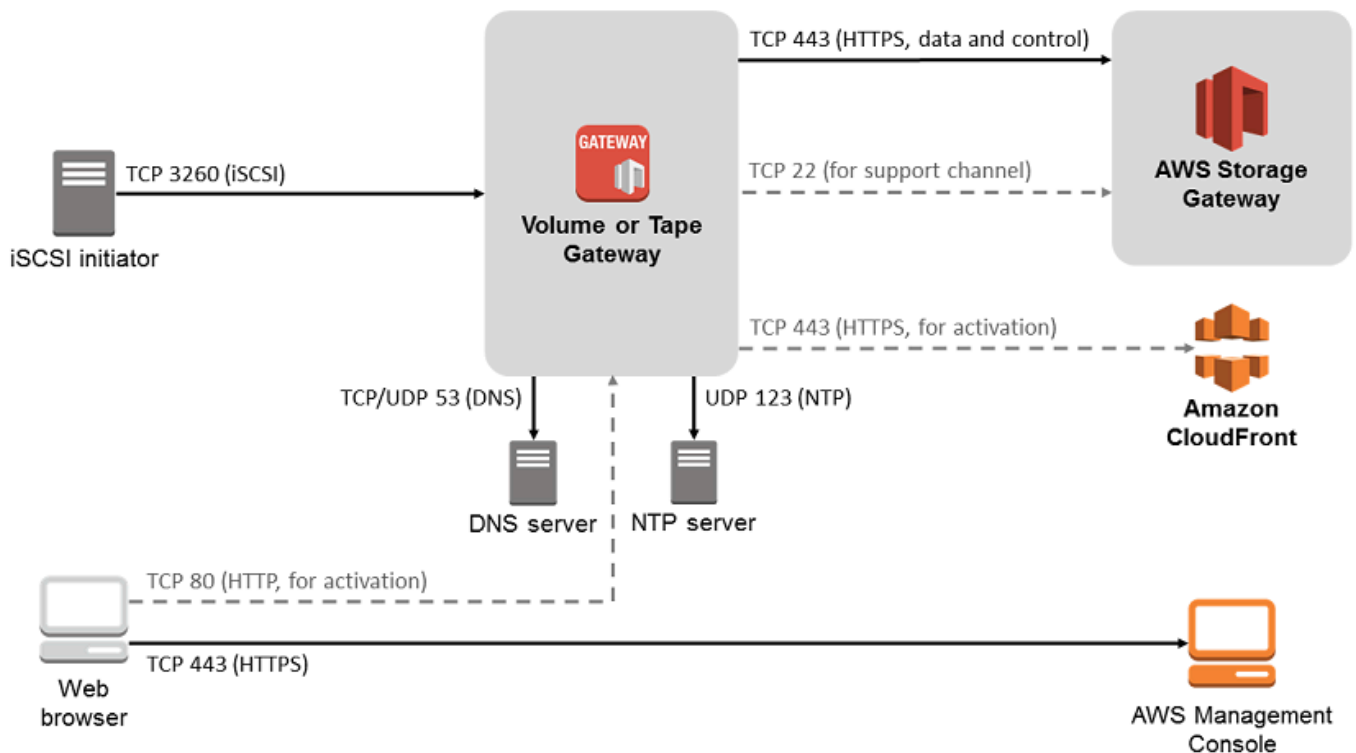 TCP 443 (HTTPS, data and control)
GATEWAY
TCP 3260 (iSCSI)
iSCSI initiator
Volume or Tape
Gateway
TCP 22 (for support channel)
AWS Storage
Gateway
TCP 443 (HTTPS, for activation)
Amazon
CloudFront
TCP/UDP 53 (DNS)
UDP 123 (NTP)
DNS server
NTP server
TCP 80 (HTTP, for activation)
TCP 443 (HTTPS)
Web
browser
AWS Management
Console